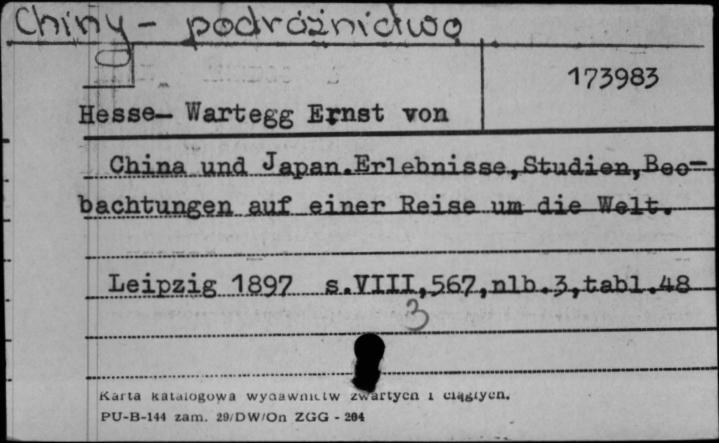 Chiny - podróżnictwo
173983
Hesse- Wartegg Ernst von
China und Japan.Erlebnisse,Studien,Beo-
bachtungen auf einer Reise um die Welt.
Leipzig 1897 s.VIII,567,nlb.3,tabl.48
3
Karta katalogowa wydawnictw zwartych i ciągłych.
PU-B-144 zam. 29/DW/On ZGG - 204